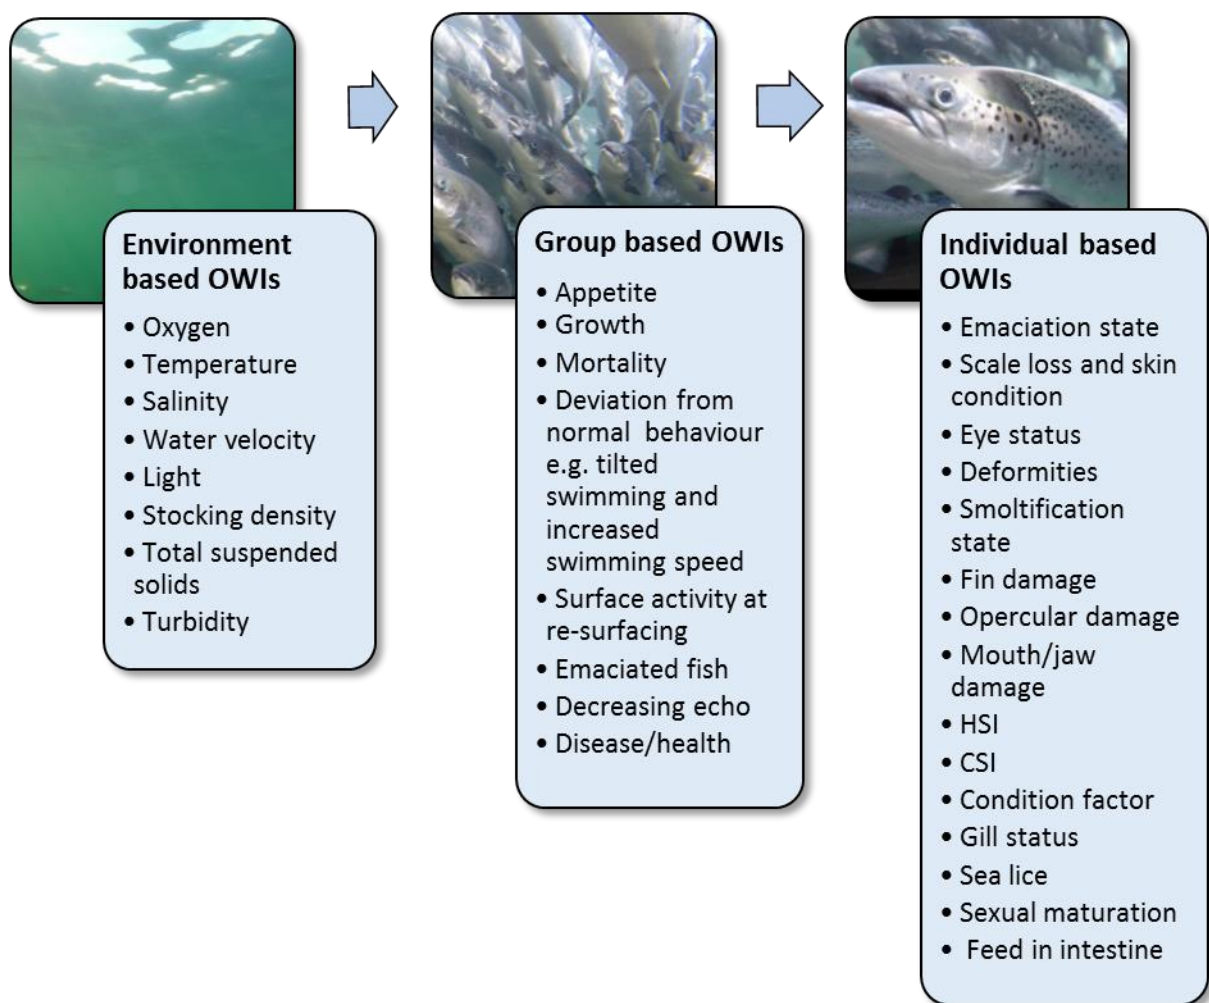 Environment
based OWIs
• Oxygen
• Temperature
• Salinity
• Water velocity
• Light
• Stocking density
• Total suspended
solids
• Turbidity
Group based OWIs
• Appetite
• Growth
• Mortality
• Deviation from
normal behaviour
e.g. tilted
swimming and
increased
swimming speed
• Surface activity at
re-surfacing
• Emaciated fish
• Decreasing echo
• Disease/health
Individual based
OWIs
• Emaciation state
• Scale loss and skin
condition
• Eye status
• Deformities
• Smoltification
state
• Fin damage
• Opercular damage
• Mouth/jaw
damage
• HSI
• CSI
• Condition factor
• Gill status
• Sea lice
• Sexual maturation
• Feed in intestine